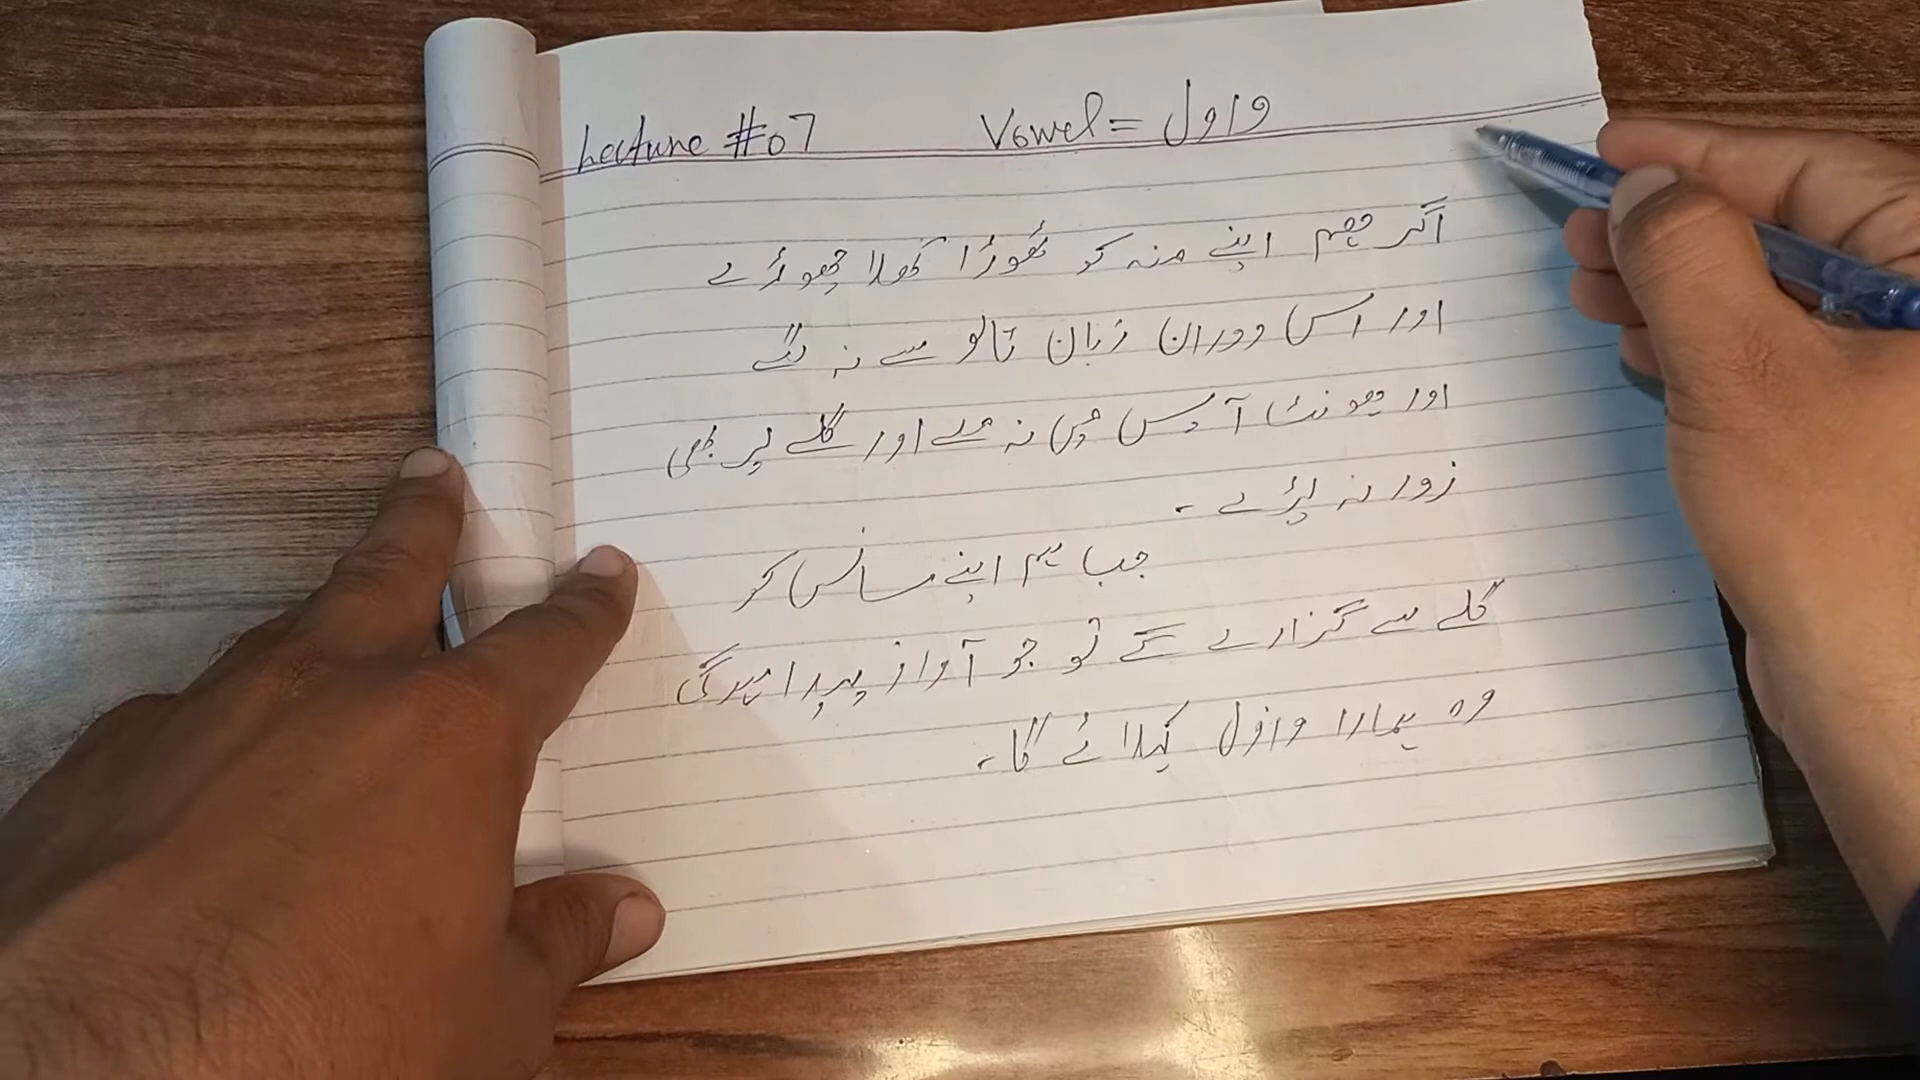 Lecture #07 Vowel = واول
اگر ہم اپنے منہ کو تھوڑا کھلا چھوڑے
اور اس دوران زبان تالو سے نہ لگے
اور ہونٹ آپس میں نہ ملے اور گلے پر بھی
زور نہ پڑے ۔
جب ہم اپنے سانس کو
گلے سے گزارے گے تو جو آواز پیدا ہوگی
وہ ہمارا واول کہلائے گا ۔